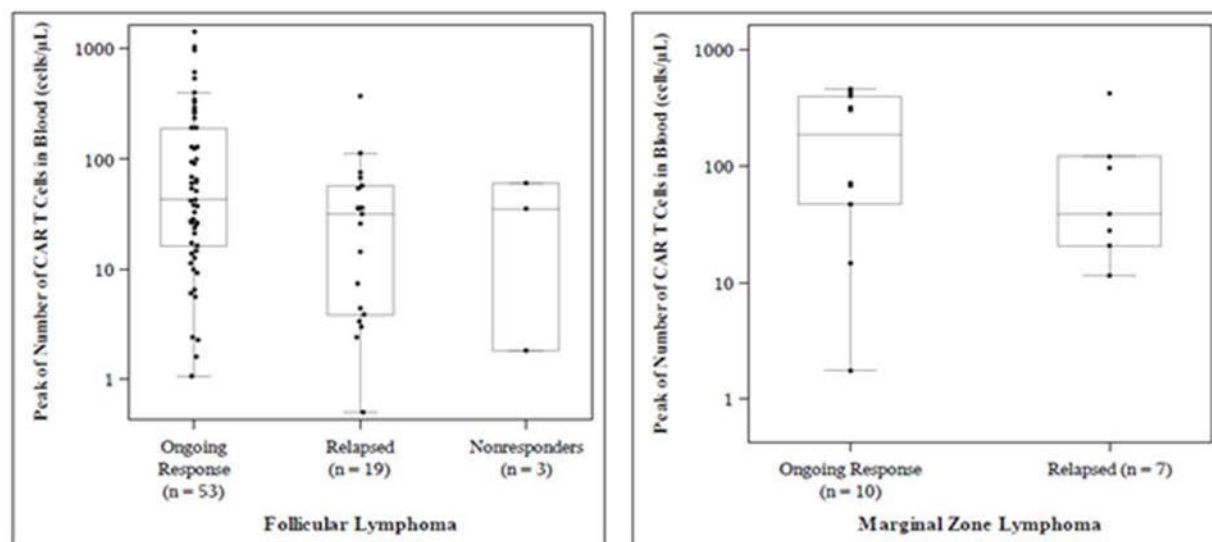 Peak of Number of CAR T Cells in Blood (cells/µL)
1000
100
10
1
Ongoing
Response
(n = 53)
Relapsed
(n = 19)
Nonresponders
(n = 3)
Follicular Lymphoma
Peak of Number of CAR T Cells in Blood (cells/µL)
1000
100
10
1
Ongoing Response
(n = 10)
Relapsed (n = 7)
Marginal Zone Lymphoma